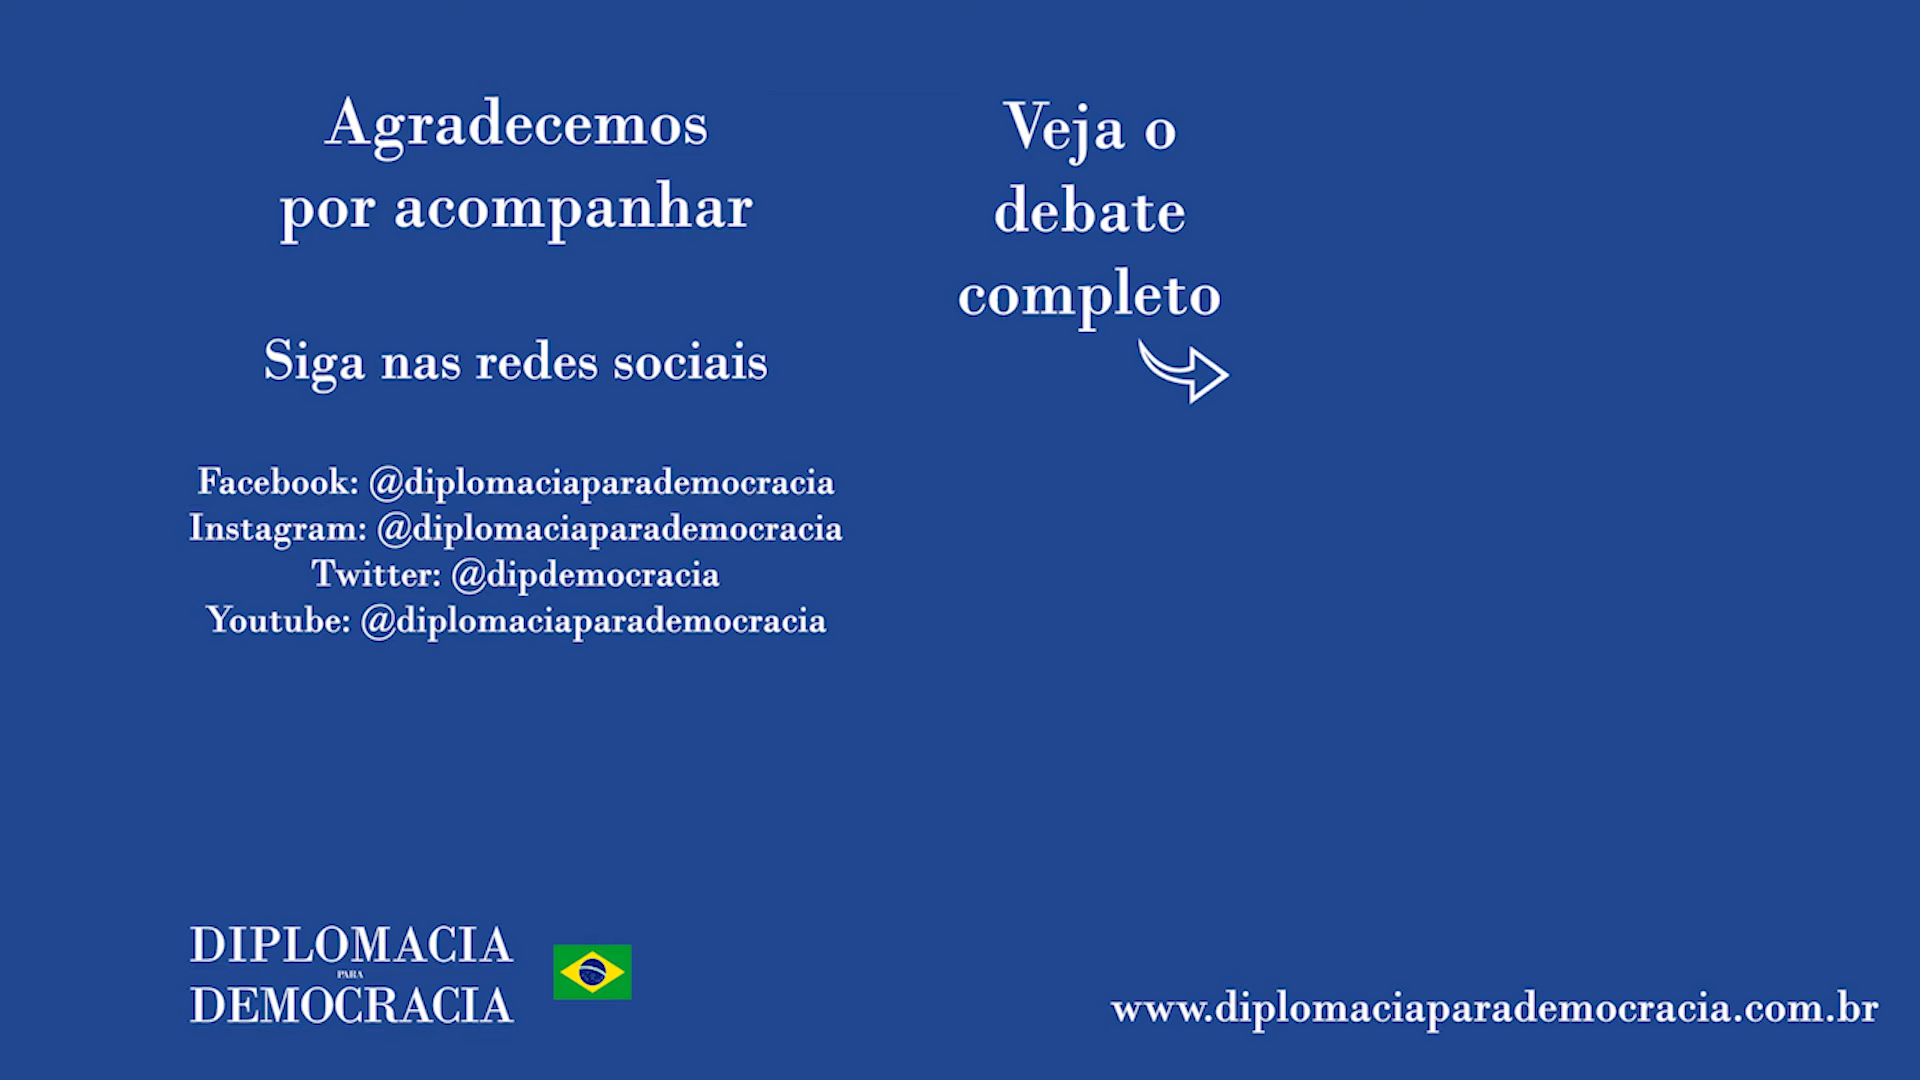 Agradecemos
por acompanhar
Siga nas redes sociais
Facebook: @diplomaciaparademocracia
Instagram: @diplomaciaparademocracia
Twitter: @dipdemocracia
Youtube: @diplomaciaparademocracia
Veja o
debate
completo
DIPLOMACIA
PARA
DEMOCRACIA
www.diplomaciaparademocracia.com.br